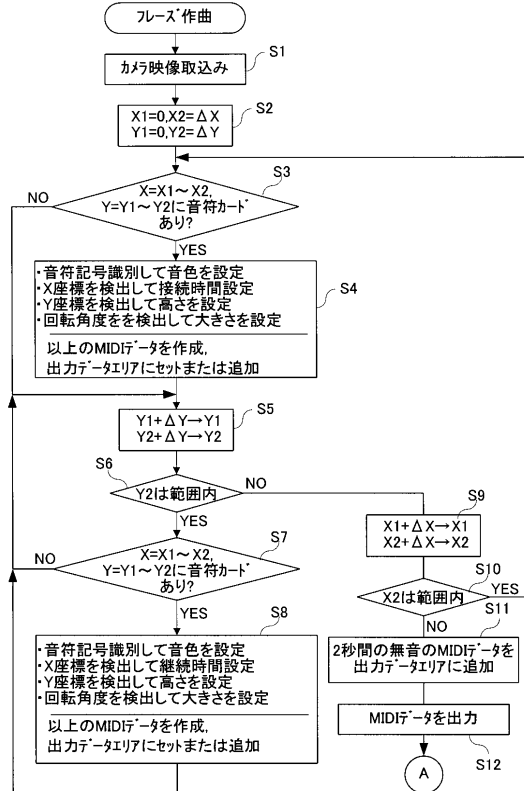 フレーズ作曲
カメラ映像取込み
S1
X1=0,X2=ΔX
Y1=0,Y2=ΔY
S2
S3
NO
X=X1～X2,
Y=Y1～Y2に音符カード
あり?
YES
・音符記号識別して音色を設定
・X座標を検出して接続時間設定
・Y座標を検出して高さを設定
・回転角度をを検出して大きさを設定
以上のMIDIデータを作成,
出力データエリアにセットまたは追加
S4
S5
Y1+ΔY→Y1
Y2+ΔY→Y2
S6
Y2は範囲内
NO
YES
S7
NO
X=X1～X2,
Y=Y1～Y2に音符カード
あり?
YES
S8
・音符記号識別して音色を設定
・X座標を検出して継続時間設定
・Y座標を検出して高さを設定
・回転角度を検出して大きさを設定
以上のMIDIデータを作成,
出力データエリアにセットまたは追加
S9
X1+ΔX→X1
X2+ΔX→X2
S10
X2は範囲内
YES
NO
S11
2秒間の無音のMIDIデータを
出力データエリアに追加
MIDIデータを出力
S12
A